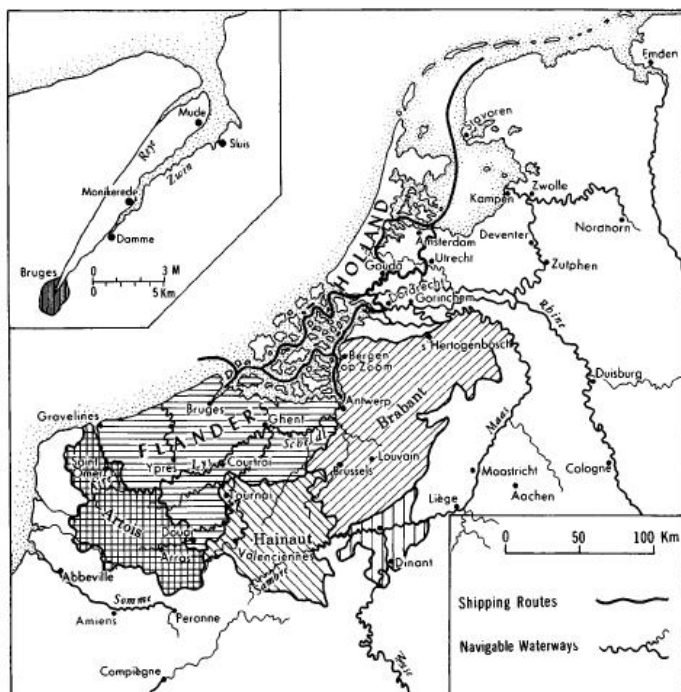 Mude
Sluis
Reye
Zwin
Monikerede
Damme
Bruges
0 3 M
0 5 Km
Emden
Stavoren
Kampen
Zwolle
Nordhorn
HOLLAND
Amsterdam
Deventer
Utrecht
Zutphen
Gouda
Dordrecht
Gorinchem
Rhine
's Hertogenbosch
Bergen
op Zoom
Duisburg
Antwerp
Brabant
Maas
Gravelines
Bruges
Ghent
FLANDERS
Scheldt
Saint
Omer
Ypres
Lys
Courtrai
Brussels
Louvain
Maastricht
Cologne
Aachen
Tournai
Liège
Artois
Douai
Hainaut
Arras
Valenciennes
Dinant
Sambre
Abbeville
Somme
Amiens
Peronne
Compiègne
0 50 100 Km
Shipping Routes
Navigable Waterways